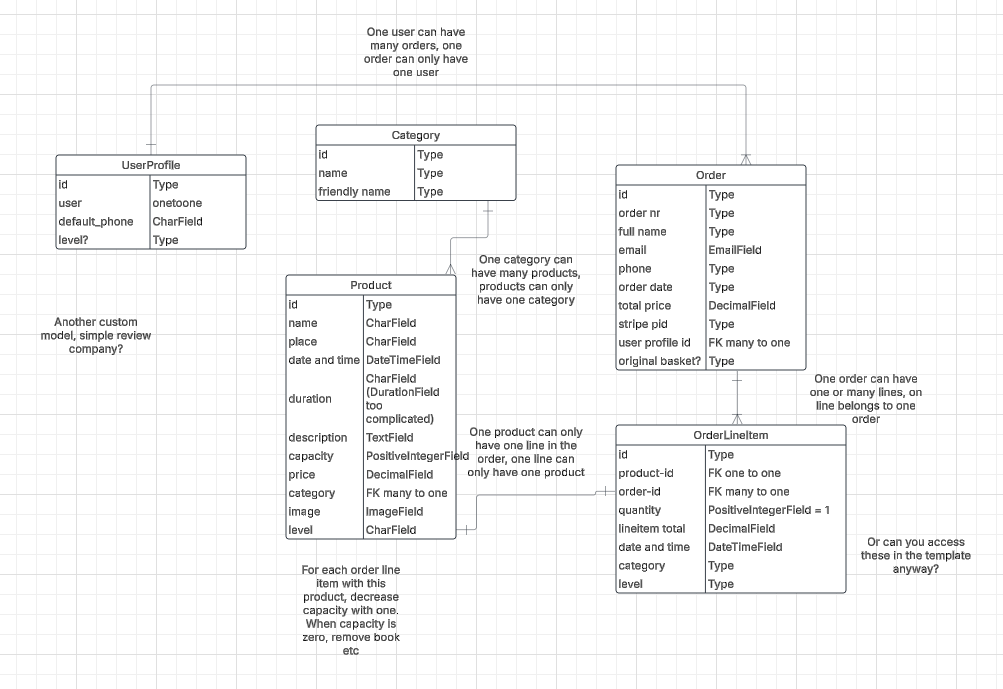 One user can have
many orders, one
order can only have
one user
UserProfile
id Type
user onetoone
default_phone CharField
level? Type
Category
id Type
name Type
friendly name Type
Order
id Type
order nr Type
full name Type
email EmailField
phone Type
order date Type
total price DecimalField
stripe pid Type
user profile id FK many to one
original basket? Type
One category can
have many products,
products can only
have one category
Another custom
model, simple review
company?
Product
id Type
name CharField
place CharField
date and time DateTimeField
duration CharField
(DurationField
too
complicated)
description TextField
capacity PositiveIntegerField
price DecimalField
category FK many to one
image ImageField
level CharField
One order can have
one or many lines, on
line belongs to one
order
One product can only
have one line in the
order, one line can
only have one product
OrderLineItem
id Type
product-id FK one to one
order-id FK many to one
quantity PositiveIntegerField = 1
lineitem total DecimalField
date and time DateTimeField
category Type
level Type
Or can you access
these in the template
anyway?
For each order line
item with this
product, decrease
capacity with one.
When capacity is
zero, remove book
etc